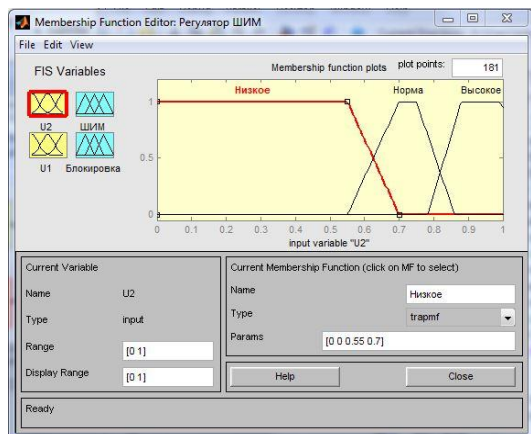 Membership Function Editor: Регулятор ШИМ
File Edit View
FIS Variables
Membership function plots plot points: 181
U2 ШИМ
U1 Блокировка
Низкое Норма Высокое
1
0.5
0
0 0.1 0.2 0.3 0.4 0.5 0.6 0.7 0.8 0.9 1
input variable "U2"
Current Variable
Name U2
Type input
Range [0 1]
Display Range [0 1]
Current Membership Function (click on MF to select)
Name Низкое
Type trapmf
Params [0 0 0.55 0.7]
Help Close
Ready